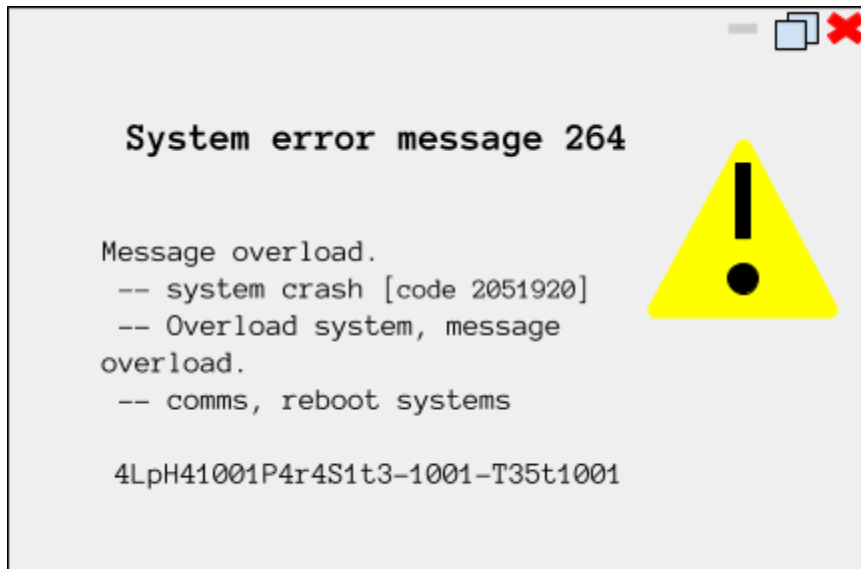 System error message 264
Message overload.
-- system crash [code 2051920]
-- Overload system, message
overload.
-- comms, reboot systems
4LpH41001P4r4S1t3-1001-T35t1001